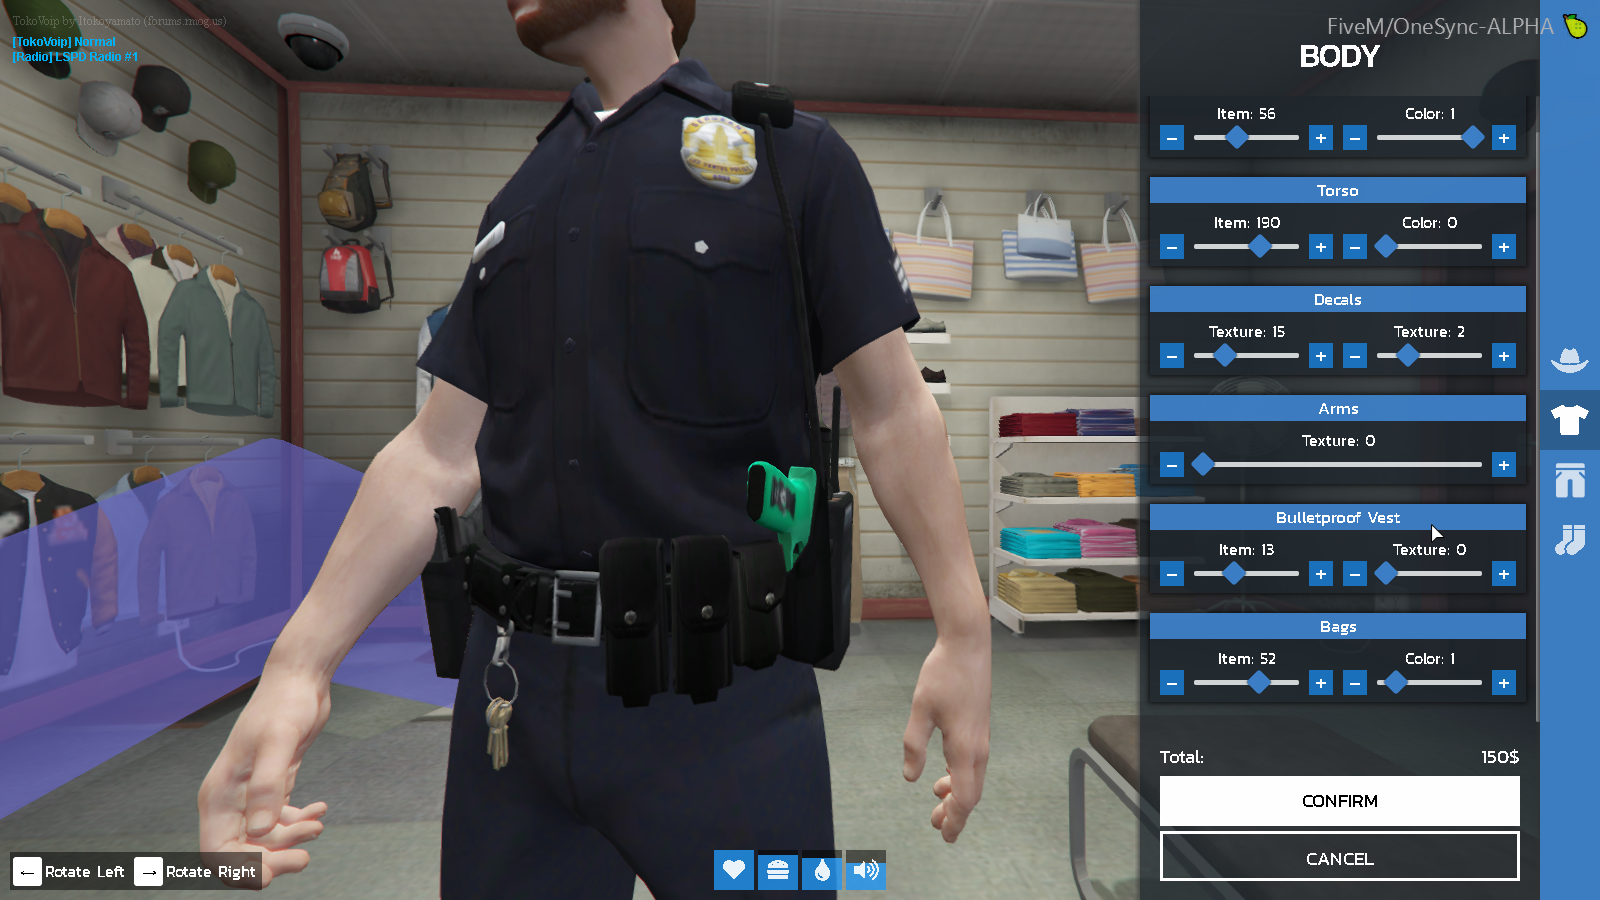 TokoVoip by Itokoyamato (forums.rmog.us)
[TokoVoip] Normal
[Radio] LSPD Radio #1
FiveM/OneSync-ALPHA
BODY
Item: 56
Color: 1
Torso
Item: 190
Color: 0
Decals
Texture: 15
Texture: 2
Arms
Texture: 0
Bulletproof Vest
Item: 13
Texture: 0
Bags
Item: 52
Color: 1
Total:
150$
CONFIRM
CANCEL
Rotate Left
Rotate Right